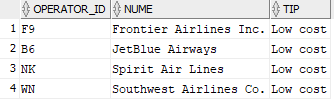 OPERATOR_ID NUME TIP
1 F9 Frontier Airlines Inc. Low cost
2 B6 JetBlue Airways Low cost
3 NK Spirit Air Lines Low cost
4 WN Southwest Airlines Co. Low cost